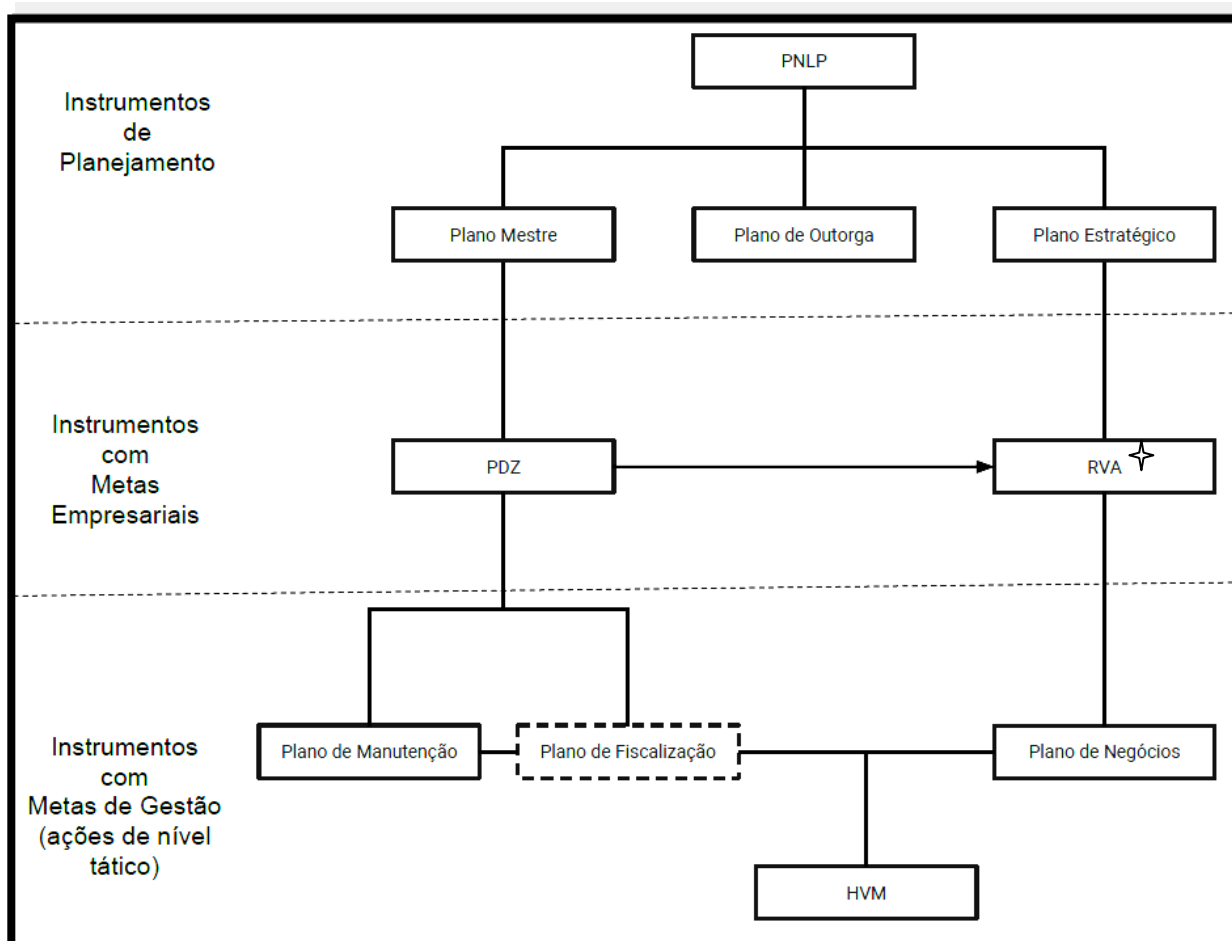 PNLP
Instrumentos
de
Planejamento
Plano Mestre
Plano de Outorga
Plano Estratégico
Instrumentos
com
Metas
Empresariais
PDZ
RVA
Instrumentos
com
Metas de Gestão
(ações de nível
tático)
Plano de Manutenção
Plano de Fiscalização
Plano de Negócios
HVM